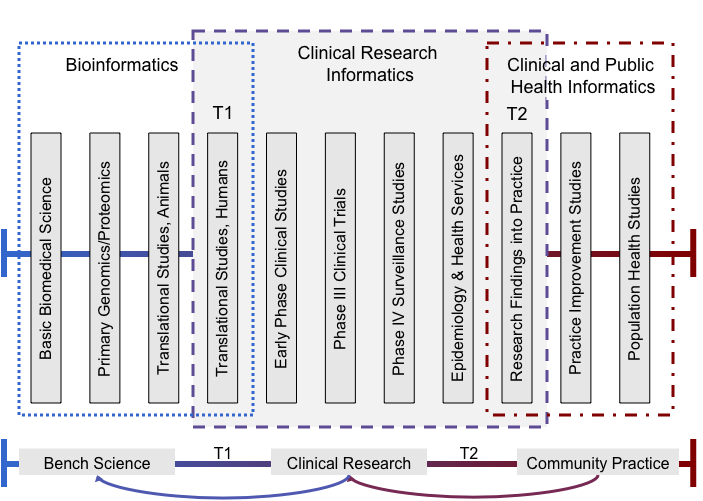 Bioinformatics
Clinical Research
Informatics
Clinical and Public
Health Informatics
T1
T2
Basic Biomedical Science
Primary Genomics/Proteomics
Translational Studies, Animals
Translational Studies, Humans
Early Phase Clinical Studies
Phase III Clinical Trials
Phase IV Surveillance Studies
Epidemiology & Health Services
Research Findings into Practice
Practice Improvement Studies
Population Health Studies
Bench Science
T1
Clinical Research
T2
Community Practice